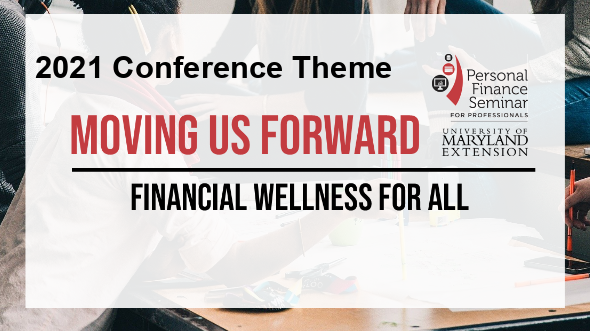 2021 Conference Theme
MOVING US FORWARD
FINANCIAL WELLNESS FOR ALL
Personal
Finance
Seminar
FOR PROFESSIONALS
UNIVERSITY OF
MARYLAND
EXTENSION